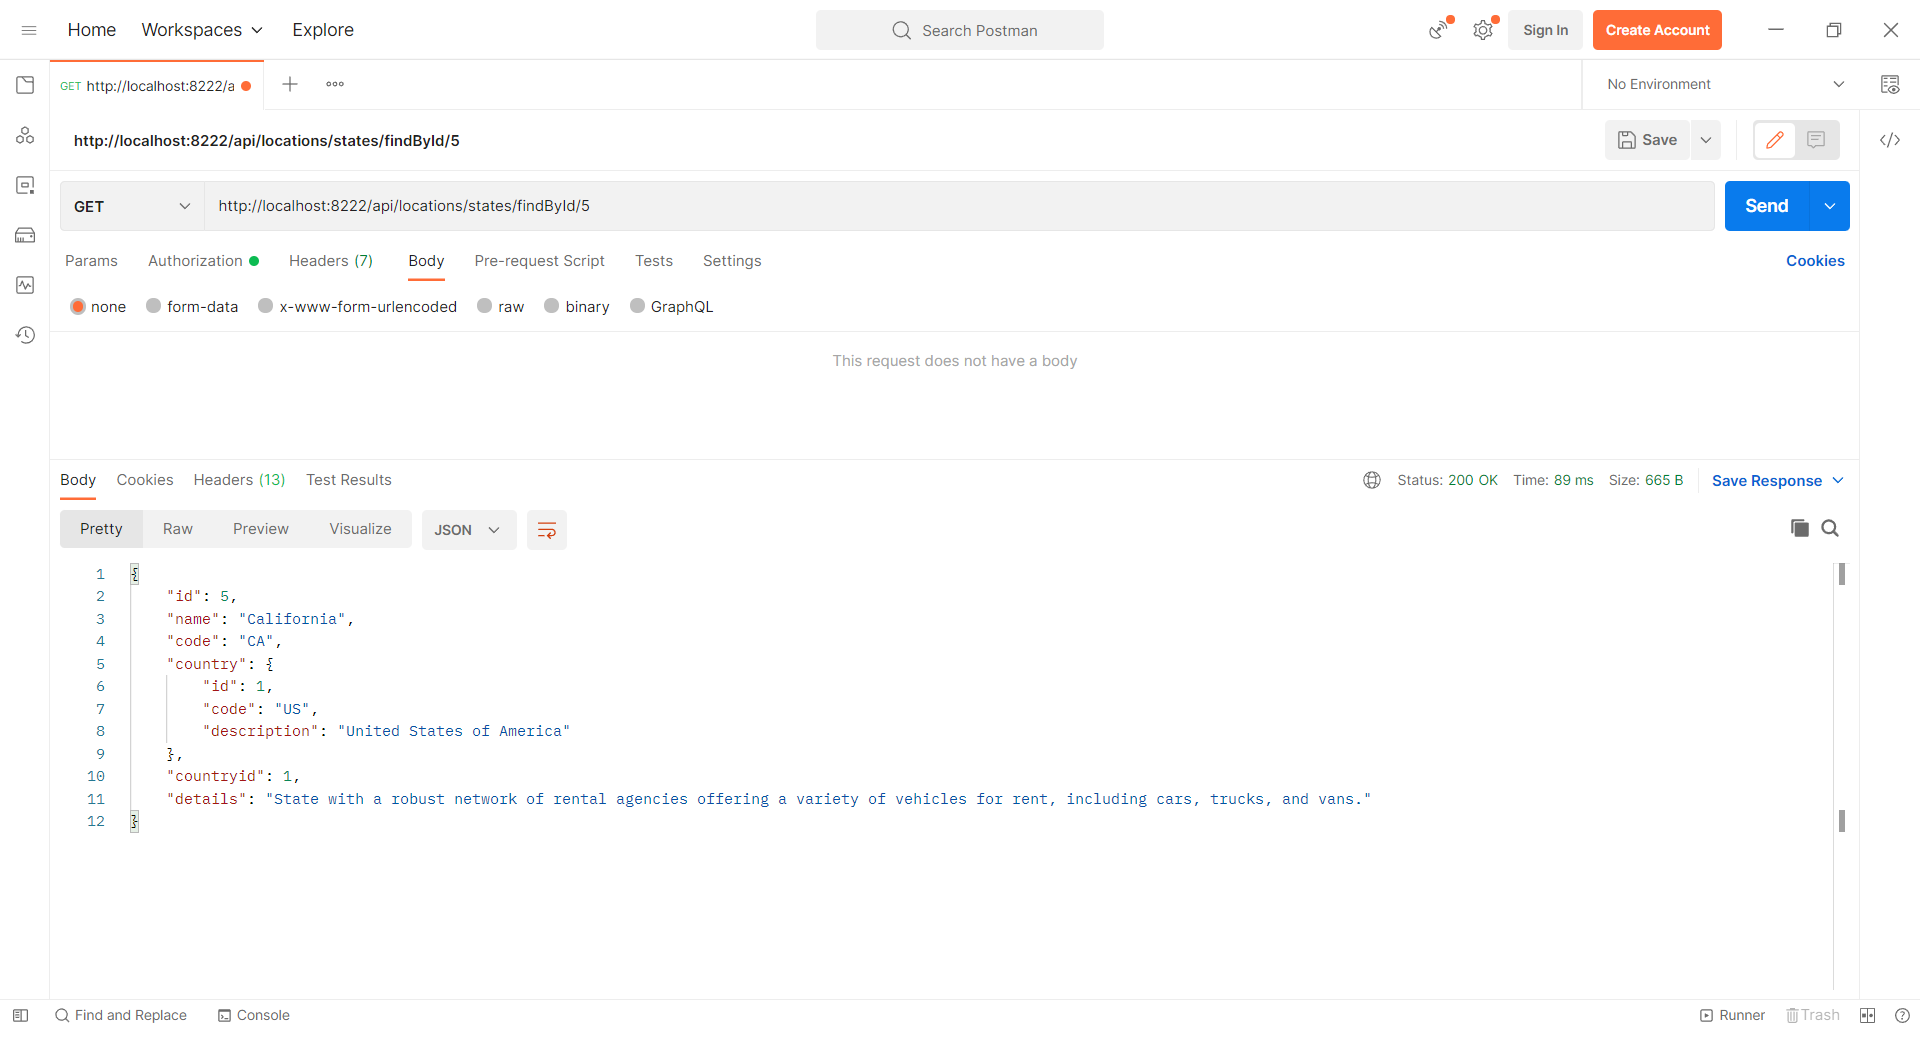 Home Workspaces Explore Search Postman Sign In Create Account
GET http://localhost:8222/a No Environment
http://localhost:8222/api/locations/states/findById/5 Save
GET http://localhost:8222/api/locations/states/findById/5 Send
Params Authorization Headers (7) Body Pre-request Script Tests Settings Cookies
none form-data x-www-form-urlencoded raw binary GraphQL
This request does not have a body
Body Cookies Headers (13) Test Results Status: 200 OK Time: 89 ms Size: 665 B Save Response
Pretty Raw Preview Visualize JSON
1 {
2 "id": 5,
3 "name": "California",
4 "code": "CA",
5 "country": {
6 "id": 1,
7 "code": "US",
8 "description": "United States of America"
9 },
10 "countryid": 1,
11 "details": "State with a robust network of rental agencies offering a variety of vehicles for rent, including cars, trucks, and vans."
12 }
Find and Replace Console Runner Trash